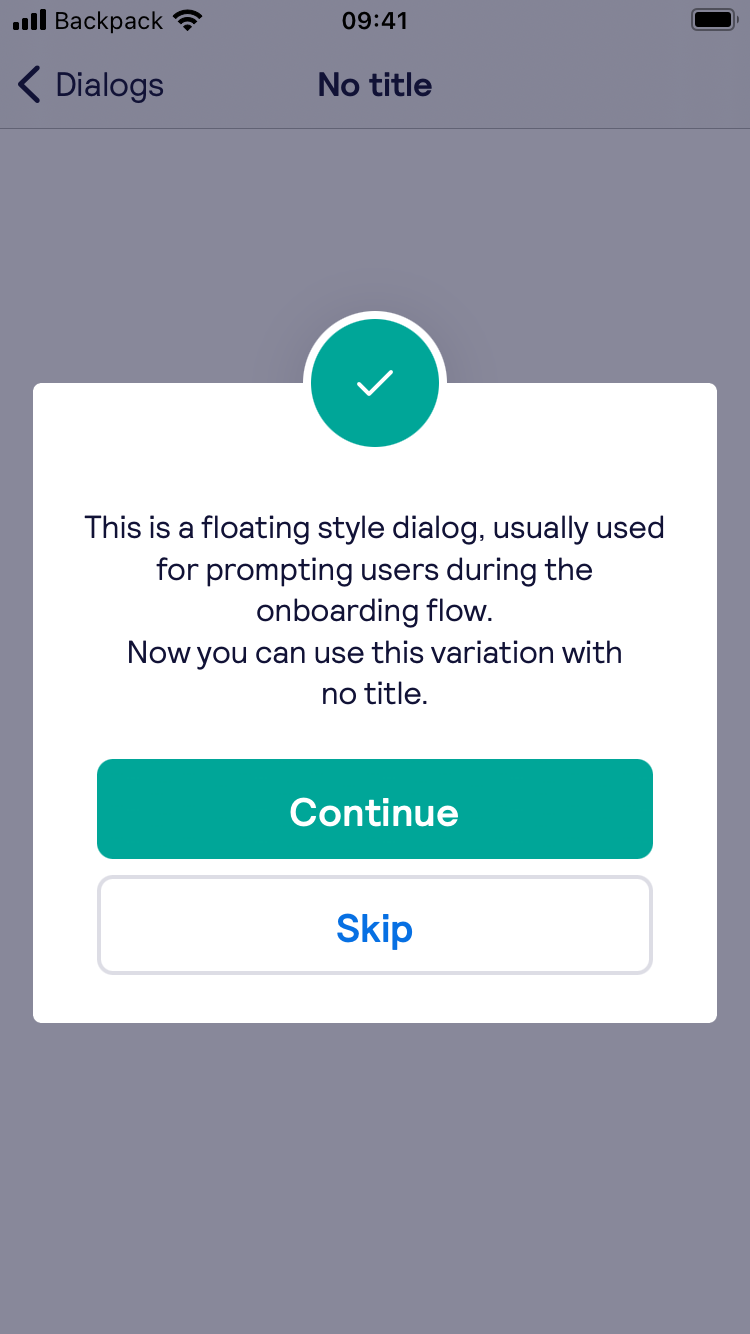 Backpack 09:41
Dialogs No title
This is a floating style dialog, usually used
for prompting users during the
onboarding flow.
Now you can use this variation with
no title.
Continue
Skip